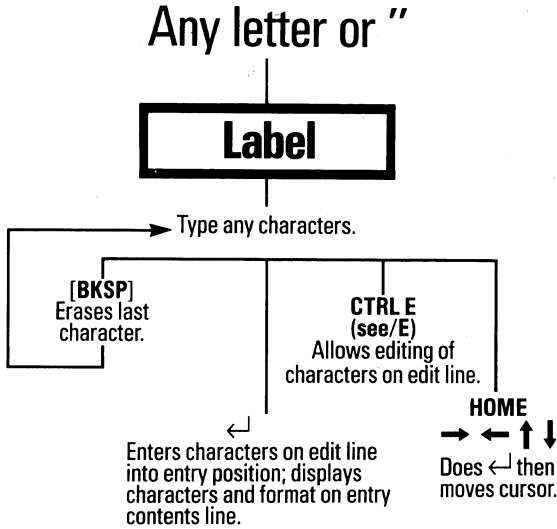 Any letter or ″
Label
Type any characters.
[BKSP]
Erases last
character.
CTRL E
(see/E)
Allows editing of
characters on edit line.
↵
Enters characters on edit line
into entry position; displays
characters and format on entry
contents line.
HOME
→ ← ↑ ↓
Does ↵ then
moves cursor.